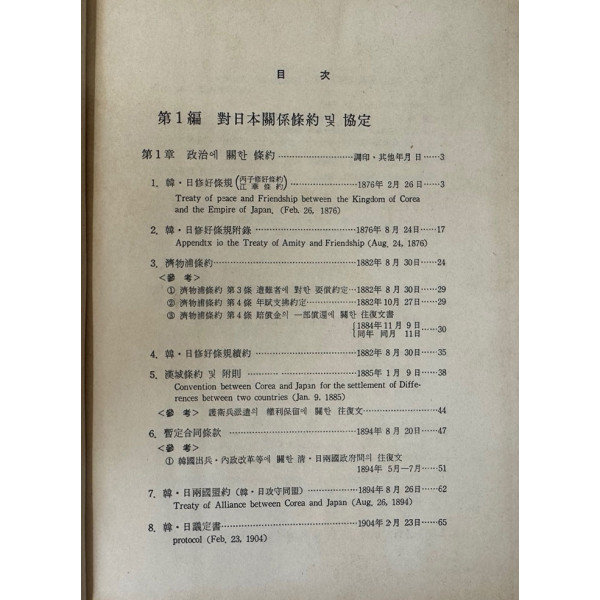 目 次
第1編 對日本關係條約 및 協定
第1章 政治에 關한 條約 ……………………調印・其他年月日……3
1. 韓・日修好條規(丙子修好條約 江華條約)…………………1876年 2月 26日……3
Treaty of peace and Friendship between the Kingdom of Corea
and the Empire of Japan. (Feb. 26, 1876)
2. 韓・日修好條規附錄……………………………1876年 8月 24日……17
Appendtx io the Treaty of Amity and Friendship (Aug. 24, 1876)
3. 濟物浦條約……………………………………1882年 8月 30日……24
<參 考>
① 濟物浦條約 第3條 遭難者에 對한 要償約定…1882年 8月 30日……29
② 濟物浦條約 第4條 年賦支拂約定……………1882年 10月 27日……29
③ 濟物浦條約 第4條 賠償金의 一部償還에 關한 往復文書
{1884年 11月 9日
同年 同月 11日……30
4. 韓・日修好條規續約……………………………1882年 8月 30日……35
5. 漢城條約 및 附則………………………………1885年 1月 9日……38
Convention between Corea and Japan for the settlement of Diffe-
rences between two countries (Jan. 9. 1885)
<參 考> 護衛兵派遣의 權利保留에 關한 往復文……………………44
6. 暫定合同條款 …………………………………1894年 8月 20日……47
<參 考>
① 韓國出兵・內政改革等에 關한 淸・日兩國政府間의 往復文
1894年 5月—7月……51
7. 韓・日兩國盟約 (韓・日攻守同盟)……………1894年 8月 26日……62
Treaty of Alliance between Corea and Japan (Aug. 26, 1894)
8. 韓・日議定書……………………………………1904年 2月 23日……65
protocol (Feb. 23, 1904)